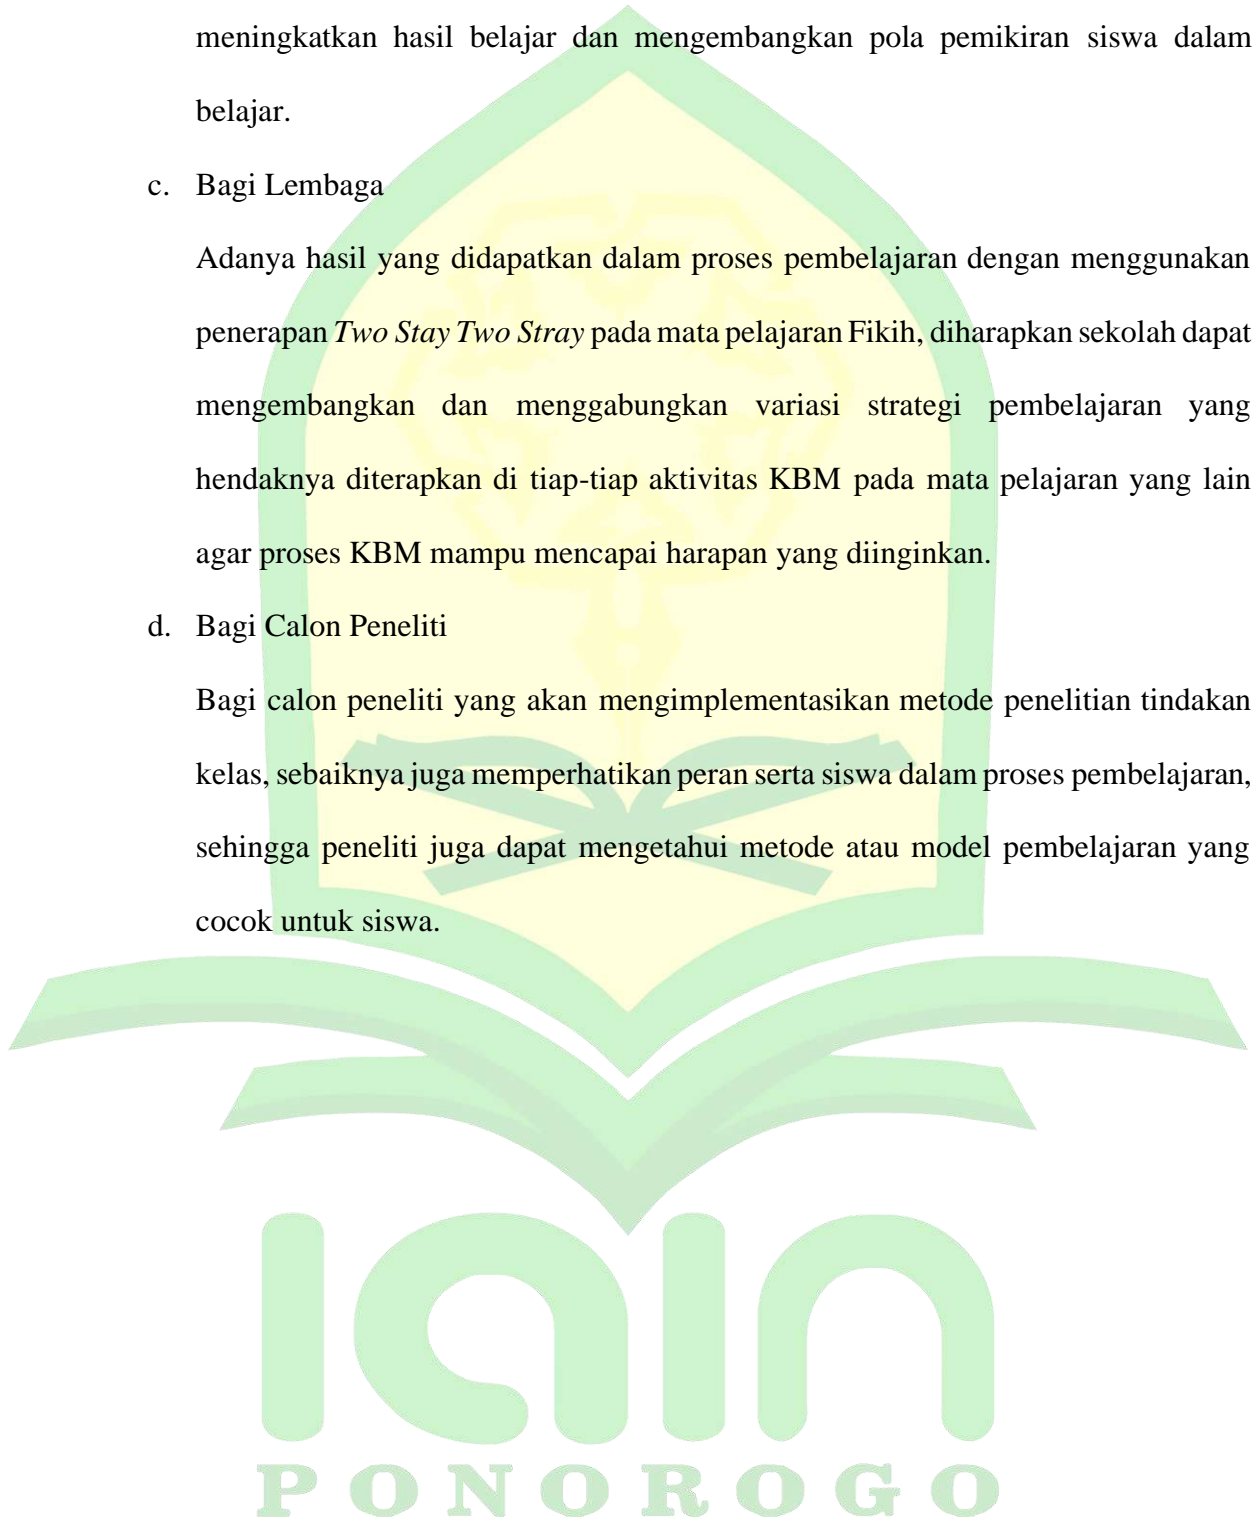 meningkatkan hasil belajar dan mengembangkan pola pemikiran siswa dalam
belajar.
c. Bagi Lembaga
Adanya hasil yang didapatkan dalam proses pembelajaran dengan menggunakan
penerapan Two Stay Two Stray pada mata pelajaran Fikih, diharapkan sekolah dapat
mengembangkan dan menggabungkan variasi strategi pembelajaran yang
hendaknya diterapkan di tiap-tiap aktivitas KBM pada mata pelajaran yang lain
agar proses KBM mampu mencapai harapan yang diinginkan.
d. Bagi Calon Peneliti
Bagi calon peneliti yang akan mengimplementasikan metode penelitian tindakan
kelas, sebaiknya juga memperhatikan peran serta siswa dalam proses pembelajaran,
sehingga peneliti juga dapat mengetahui metode atau model pembelajaran yang
cocok untuk siswa.
iain
PONOROGO